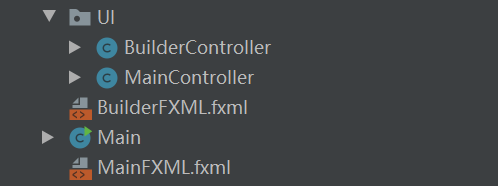 UI
BuilderController
MainController
BuilderFXML.fxml
Main
MainFXML.fxml